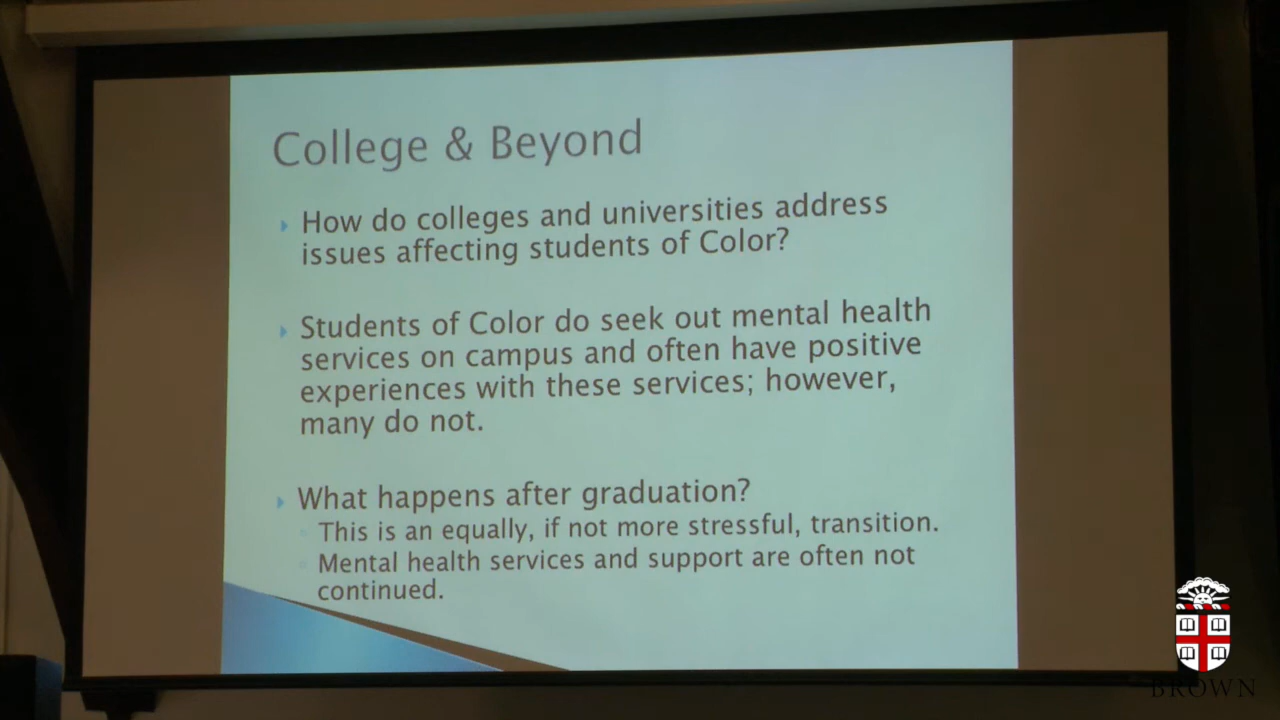 College & Beyond
How do colleges and universities address
issues affecting students of Color?
Students of Color do seek out mental health
services on campus and often have positive
experiences with these services; however,
many do not.
What happens after graduation?
This is an equally, if not more stressful, transition.
Mental health services and support are often not
continued.
BROWN